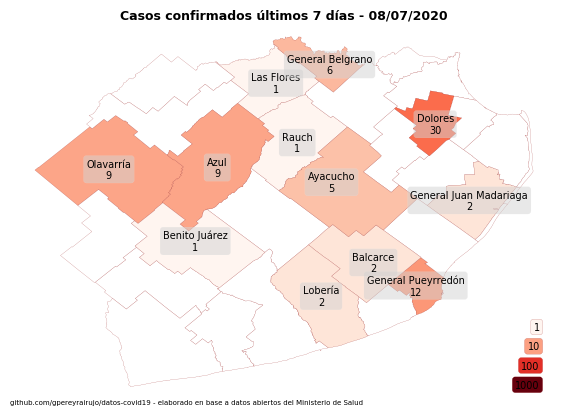 Casos confirmados últimos 7 días - 08/07/2020
General Belgrano
6
Las Flores
1
Dolores
30
Rauch
1
Olavarría
9
Azul
9
Ayacucho
5
General Juan Madariaga
2
Benito Juárez
1
Balcarce
2
General Pueyrredón
12
Lobería
2
1
10
100
1000
github.com/gpereyrairujo/datos-covid19 - elaborado en base a datos abiertos del Ministerio de Salud